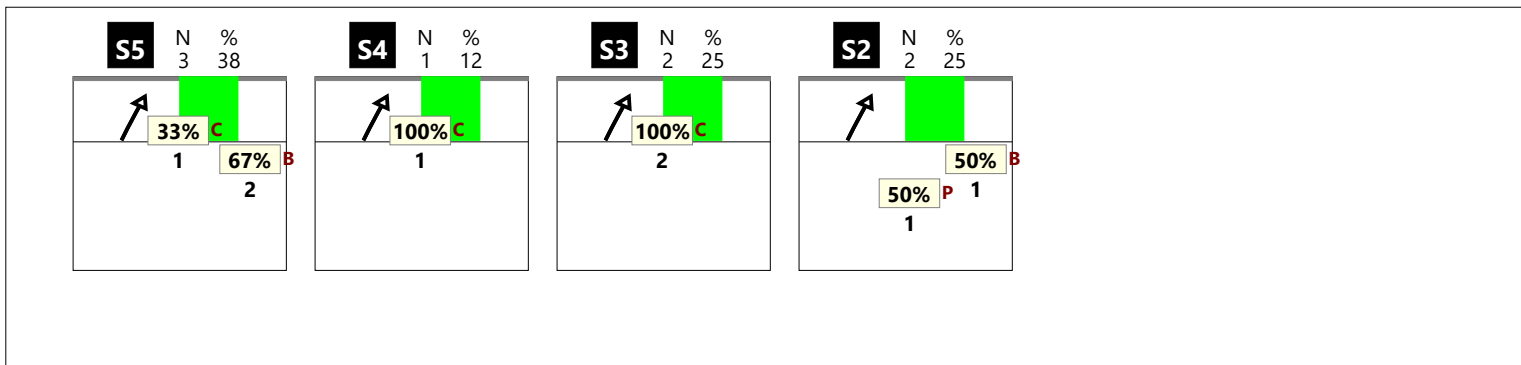 S5 N % S4 N % S3 N % S2 N %
3 38 1 12 2 25 2 25
33% C 100% C 100% C
1 67% B 1 2 50% B
2 50% P 1
1